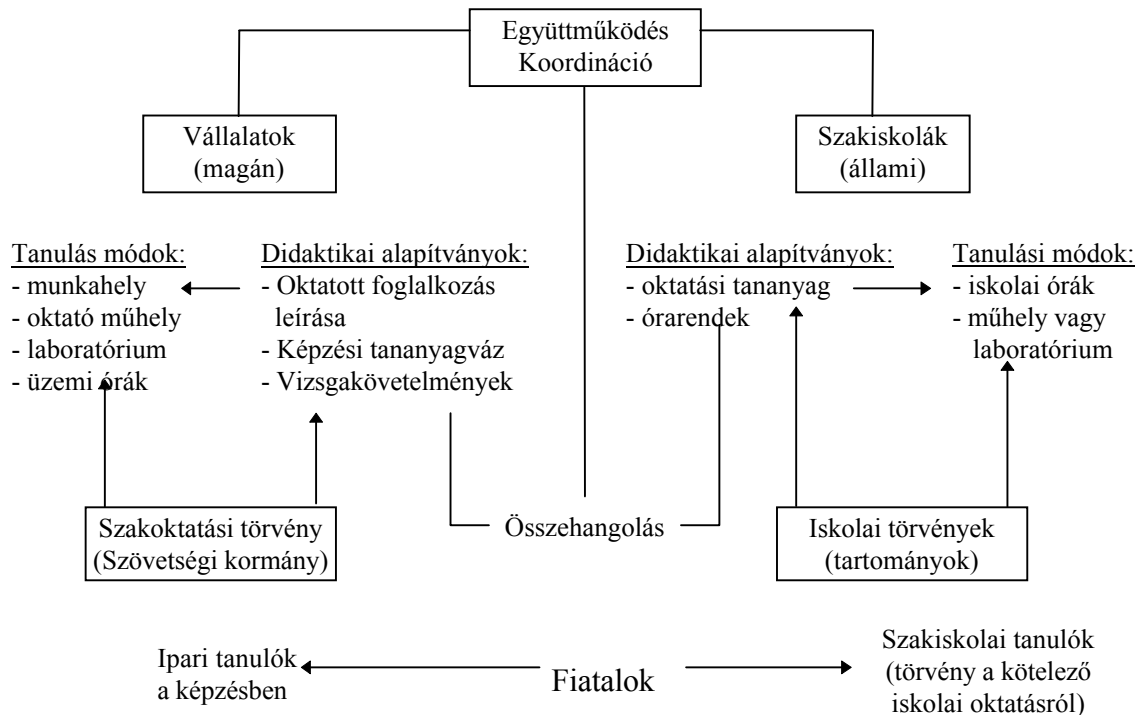 Együttműködés
Koordináció
Vállalatok
(magán)
Szakiskolák
(állami)
Tanulás módok:
- munkahely
- oktató műhely
- laboratórium
- üzemi órák
Didaktikai alapítványok:
- Oktatott foglalkozás
leírása
- Képzési tananyagváz
- Vizsgakövetelmények
Didaktikai alapítványok:
- oktatási tananyag
- órarendek
Tanulási módok:
- iskolai órák
- műhely vagy
laboratórium
Szakoktatási törvény
(Szövetségi kormány)
Összehangolás
Iskolai törvények
(tartományok)
Ipari tanulók
a képzésben
Fiatalok
Szakiskolai tanulók
(törvény a kötelező
iskolai oktatásról)